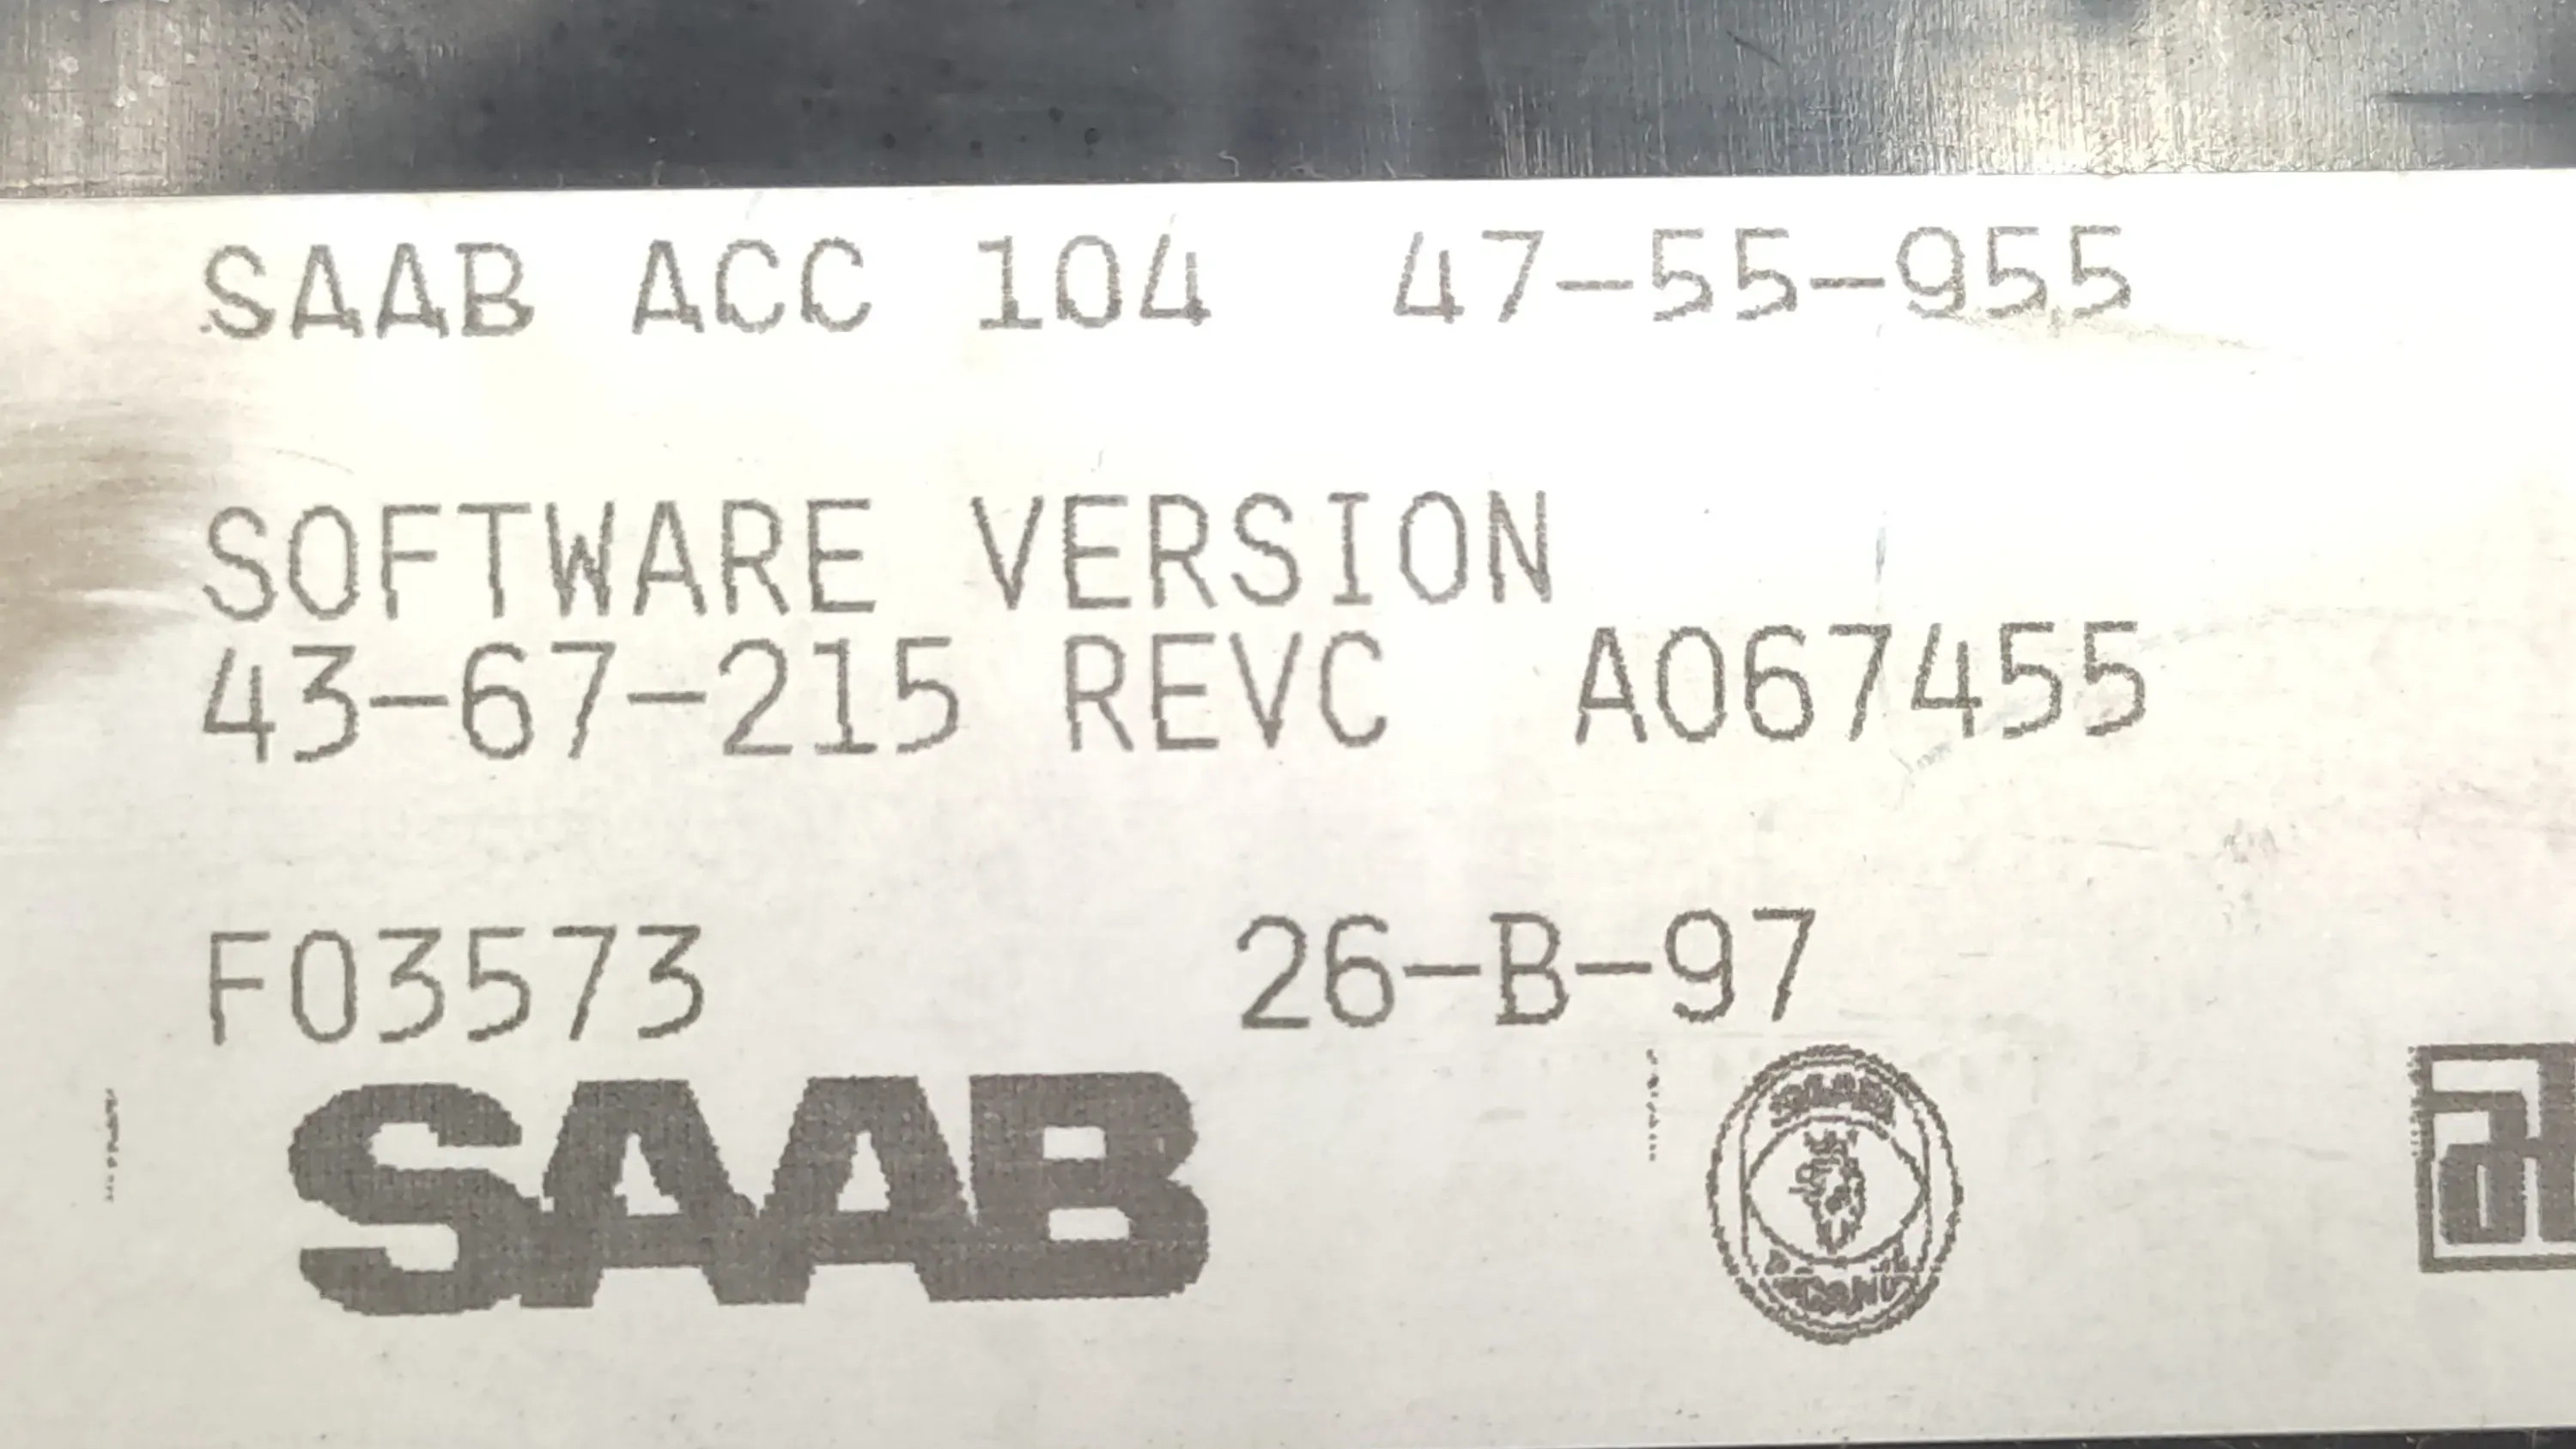 SAAB ACC 104 47-55-955
SOFTWARE VERSION
43-67-215 REVC A067455
F03573 26-B-97
SAAB